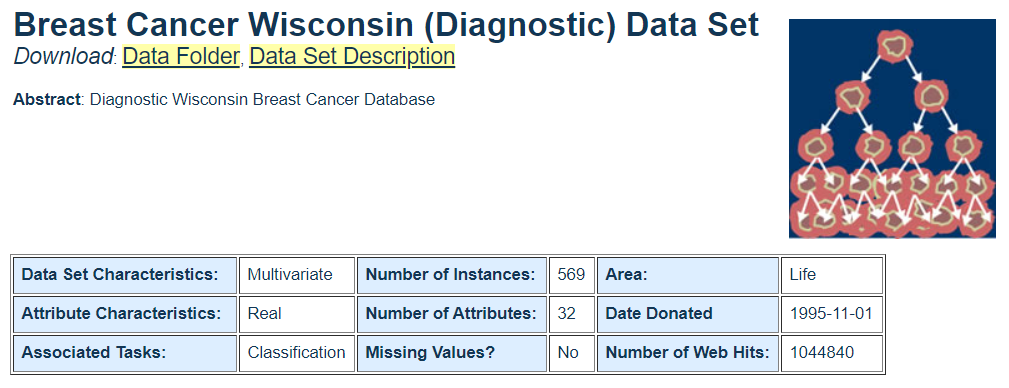 Breast Cancer Wisconsin (Diagnostic) Data Set
Download: Data Folder, Data Set Description
Abstract: Diagnostic Wisconsin Breast Cancer Database
Data Set Characteristics: Multivariate Number of Instances: 569 Area: Life
Attribute Characteristics: Real Number of Attributes: 32 Date Donated 1995-11-01
Associated Tasks: Classification Missing Values? No Number of Web Hits: 1044840